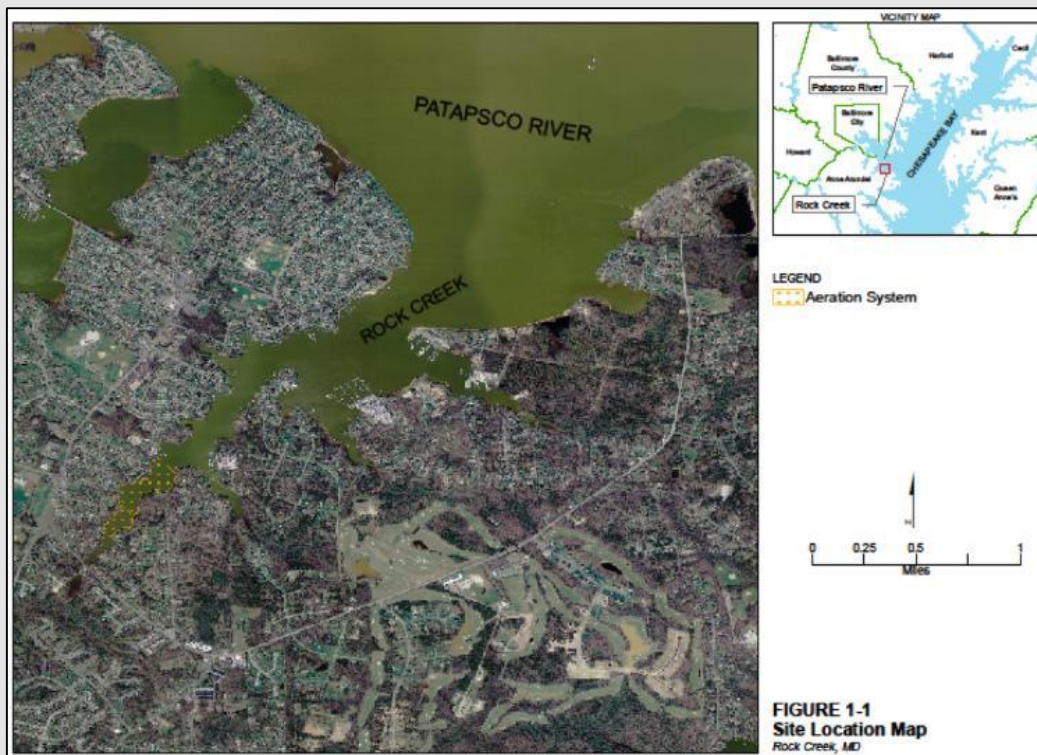 PATAPSCO RIVER
ROCK CREEK
VICINITY MAP
Cecil
Harford
Baltimore
County
Patapsco River
Baltimore
City
Kent
CHESAPEAKE BAY
Howard
Anne Arundel
Queen
Anne's
Rock Creek
LEGEND
Aeration System
N
0 0.25 0.5 1
Miles
FIGURE 1-1
Site Location Map
Rock Creek, MD